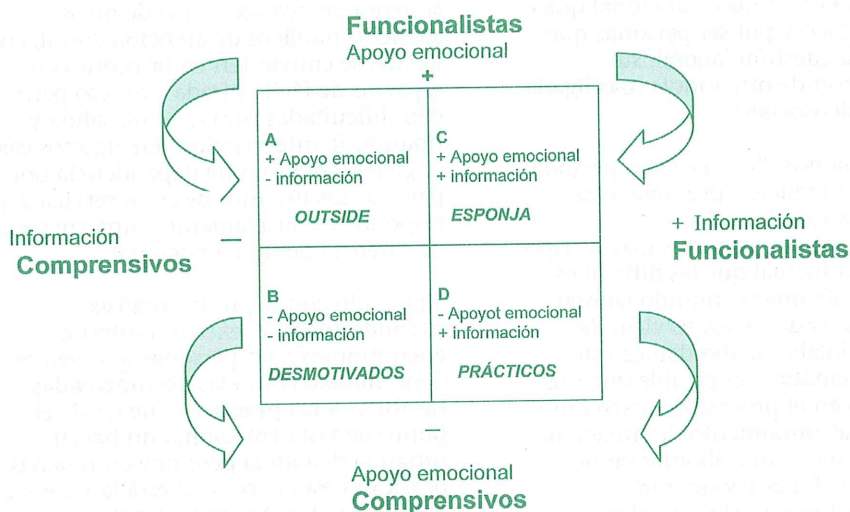 Funcionalistas
Apoyo emocional
+
A
+ Apoyo emocional
- información
OUTSIDE
C
+ Apoyo emocional
+ información
ESPONJA
Información
Comprensivos
–
+ Información
Funcionalistas
B
- Apoyo emocional
- información
DESMOTIVADOS
D
- Apoyot emocional
+ información
PRÁCTICOS
–
Apoyo emocional
Comprensivos